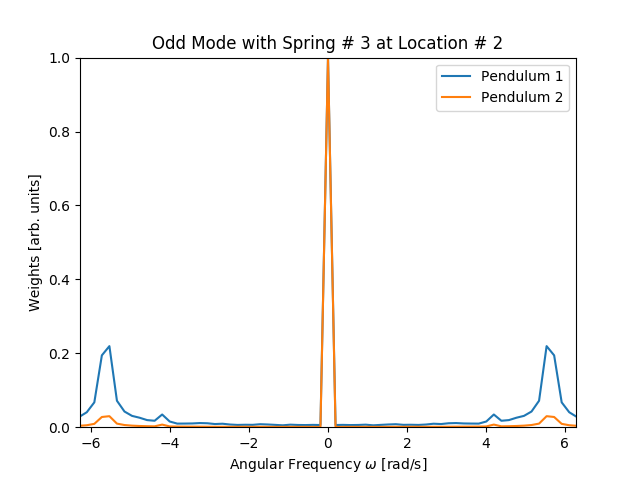 Odd Mode with Spring # 3 at Location # 2
Pendulum 1
Pendulum 2
Weights [arb. units]
1.0
0.8
0.6
0.4
0.2
0.0
−6 −4 −2 0 2 4 6
Angular Frequency ω [rad/s]